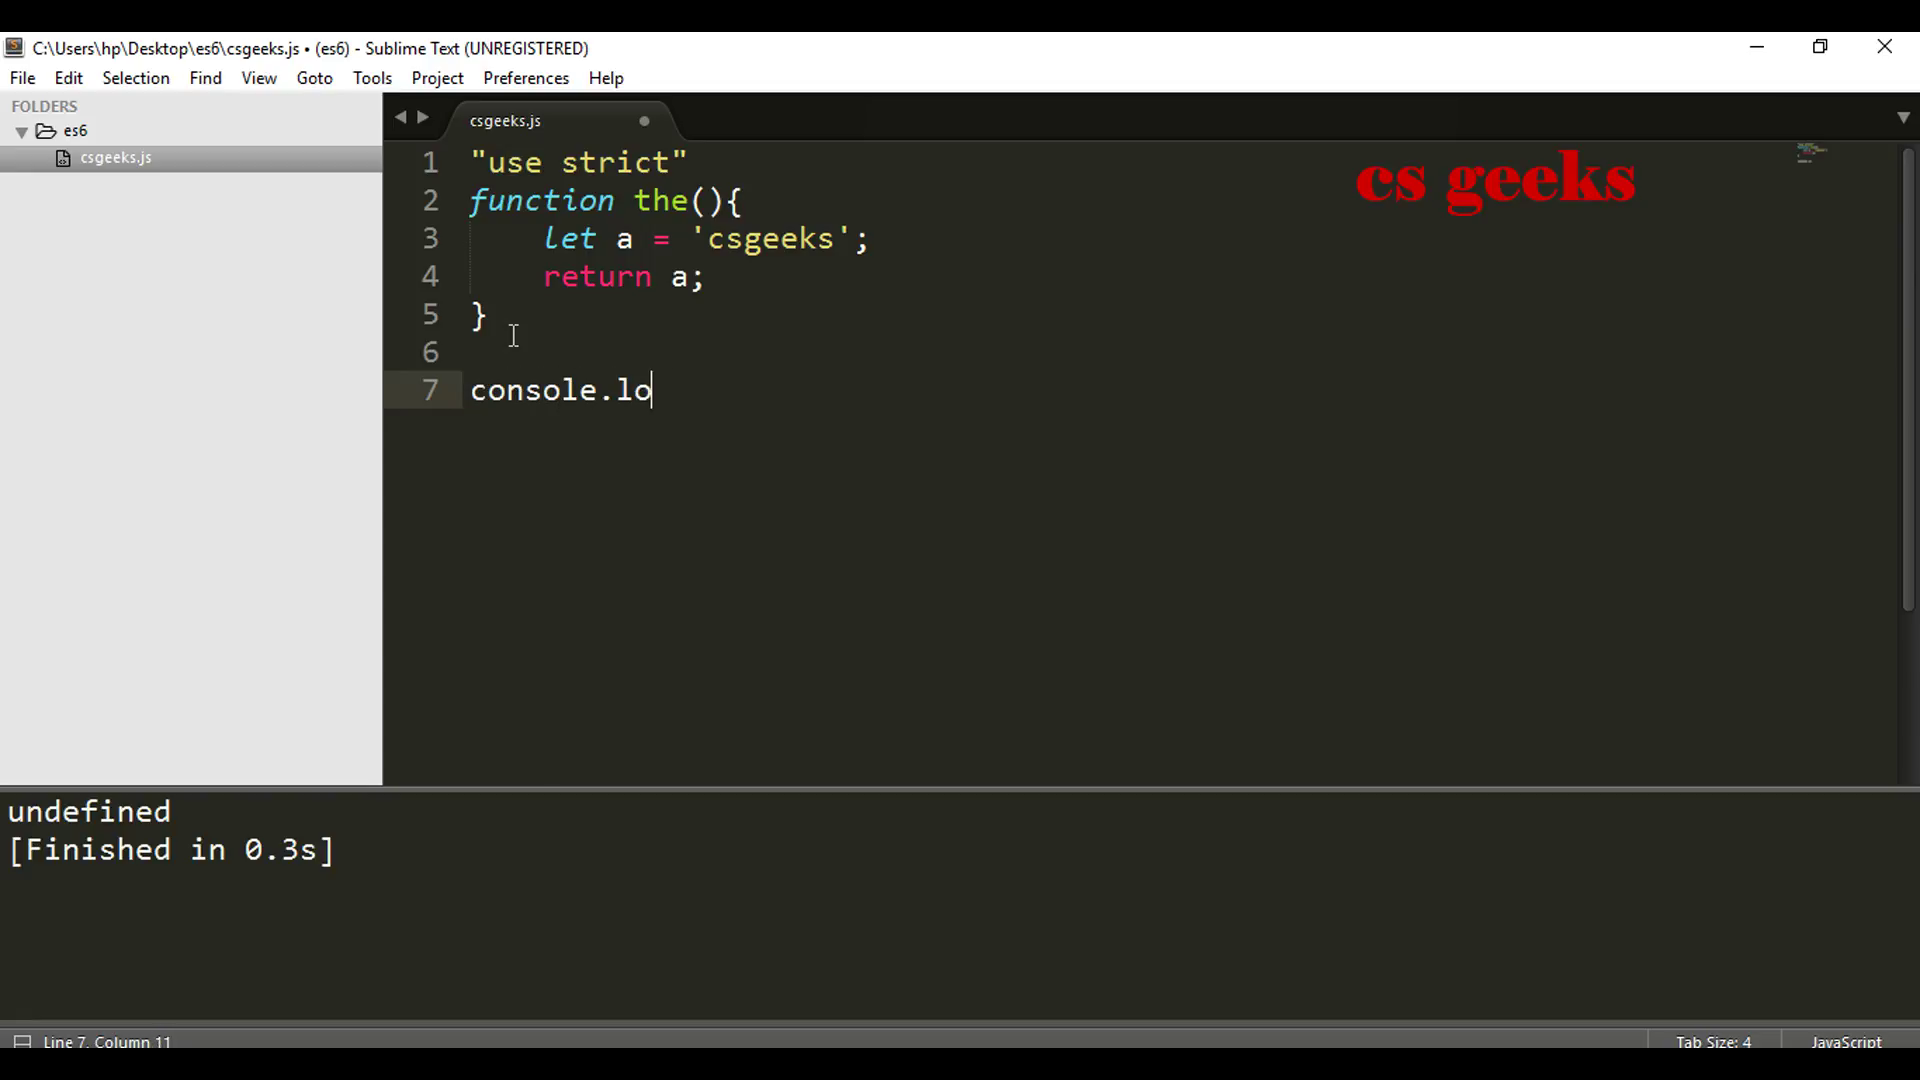 C:\Users\hp\Desktop\es6\csgeeks.js • (es6) - Sublime Text (UNREGISTERED)
File Edit Selection Find View Goto Tools Project Preferences Help
FOLDERS
es6
csgeeks.js
csgeeks.js
cs geeks
1 "use strict"
2 function the(){
3 let a = 'csgeeks';
4 return a;
5 }
6
7 console.lo
undefined
[Finished in 0.3s]
Line 7, Column 11
Tab Size: 4
JavaScript